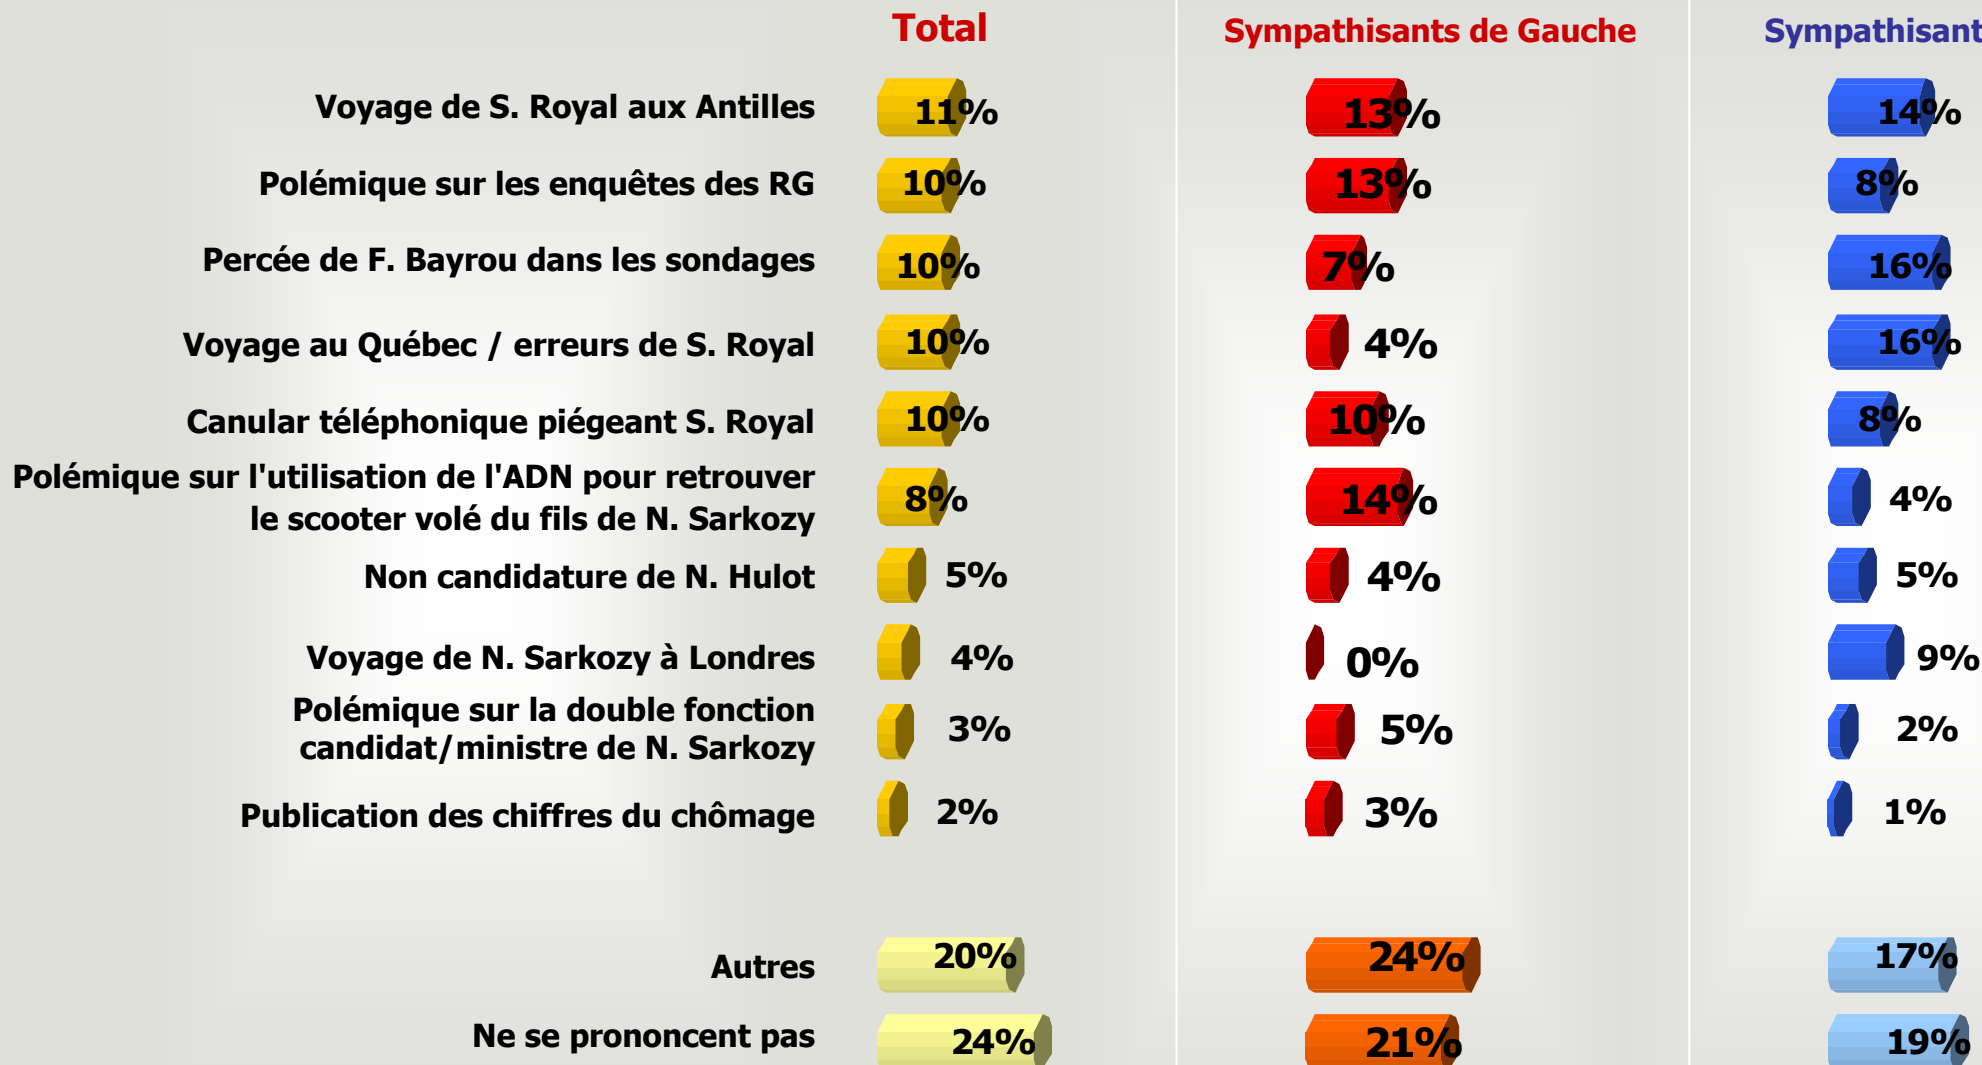 Total Sympathisants de Gauche Sympathisant
Voyage de S. Royal aux Antilles 11% 13% 14%
Polémique sur les enquêtes des RG 10% 13% 8%
Percée de F. Bayrou dans les sondages 10% 7% 16%
Voyage au Québec / erreurs de S. Royal 10% 4% 16%
Canular téléphonique piégeant S. Royal 10% 10% 8%
Polémique sur l'utilisation de l'ADN pour retrouver
le scooter volé du fils de N. Sarkozy 8% 14% 4%
Non candidature de N. Hulot 5% 4% 5%
Voyage de N. Sarkozy à Londres 4% 0% 9%
Polémique sur la double fonction
candidat/ministre de N. Sarkozy 3% 5% 2%
Publication des chiffres du chômage 2% 3% 1%
Autres 20% 24% 17%
Ne se prononcent pas 24% 21% 19%